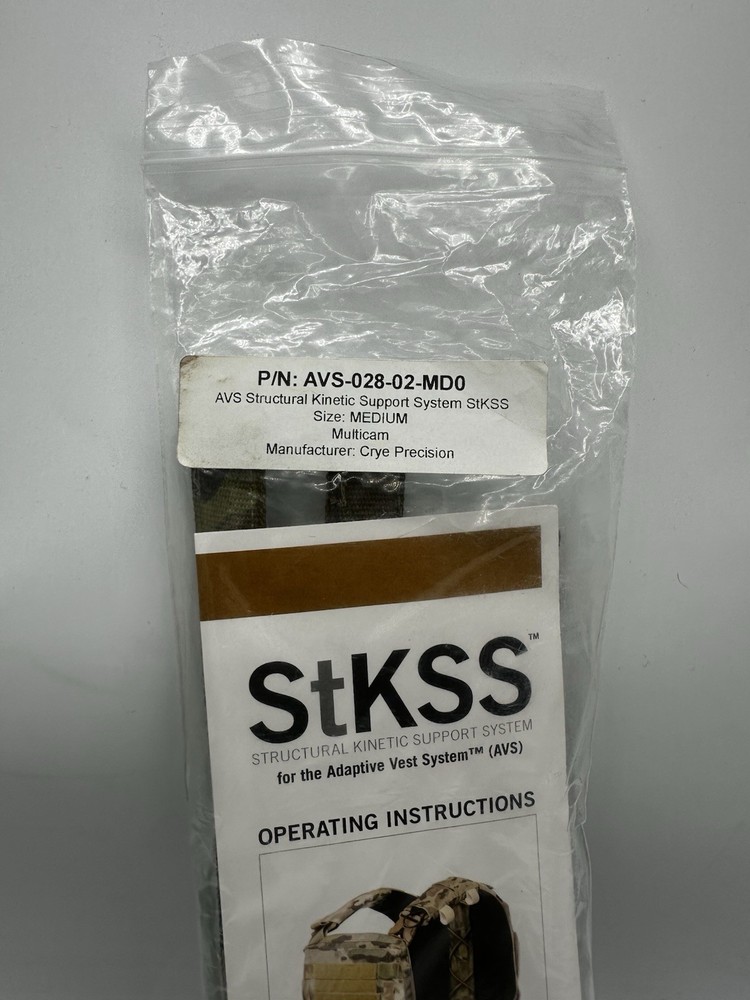 P/N: AVS-028-02-MD0
AVS Structural Kinetic Support System StKSS
Size: MEDIUM
Multicam
Manufacturer: Crye Precision
StKSS™
STRUCTURAL KINETIC SUPPORT SYSTEM
for the Adaptive Vest System™ (AVS)
OPERATING INSTRUCTIONS